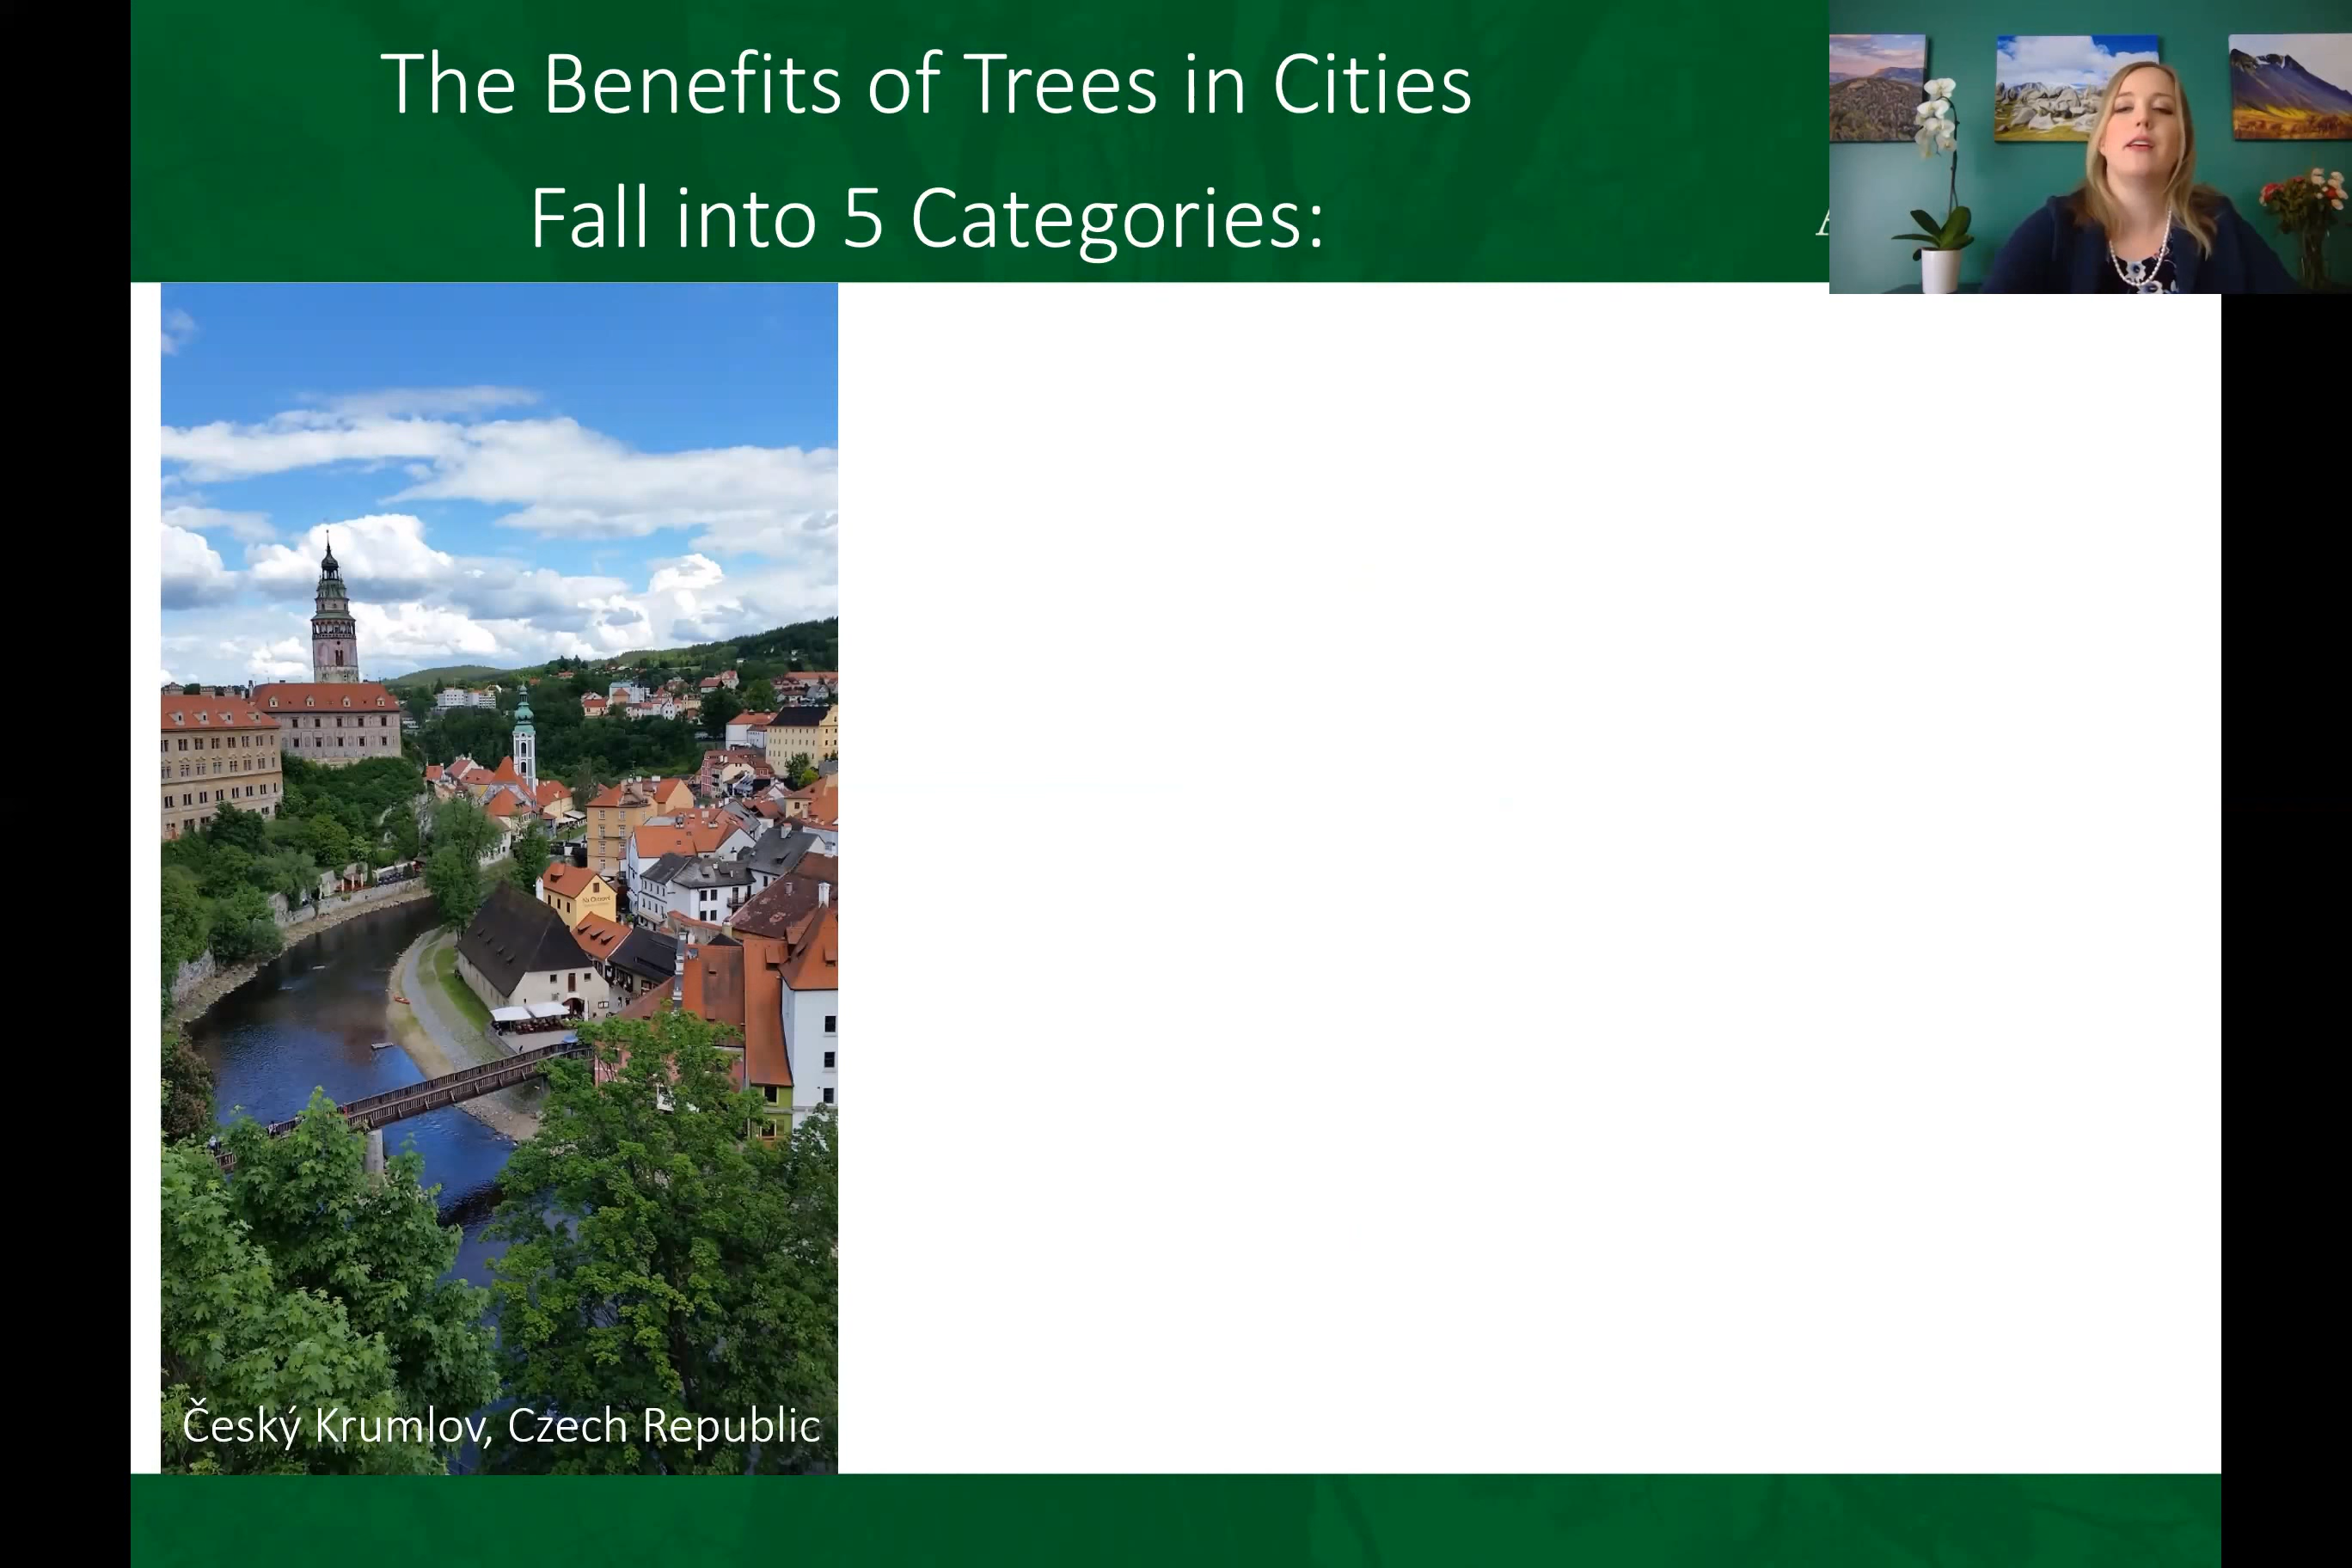 The Benefits of Trees in Cities
Fall into 5 Categories:
Český Krumlov, Czech Republic